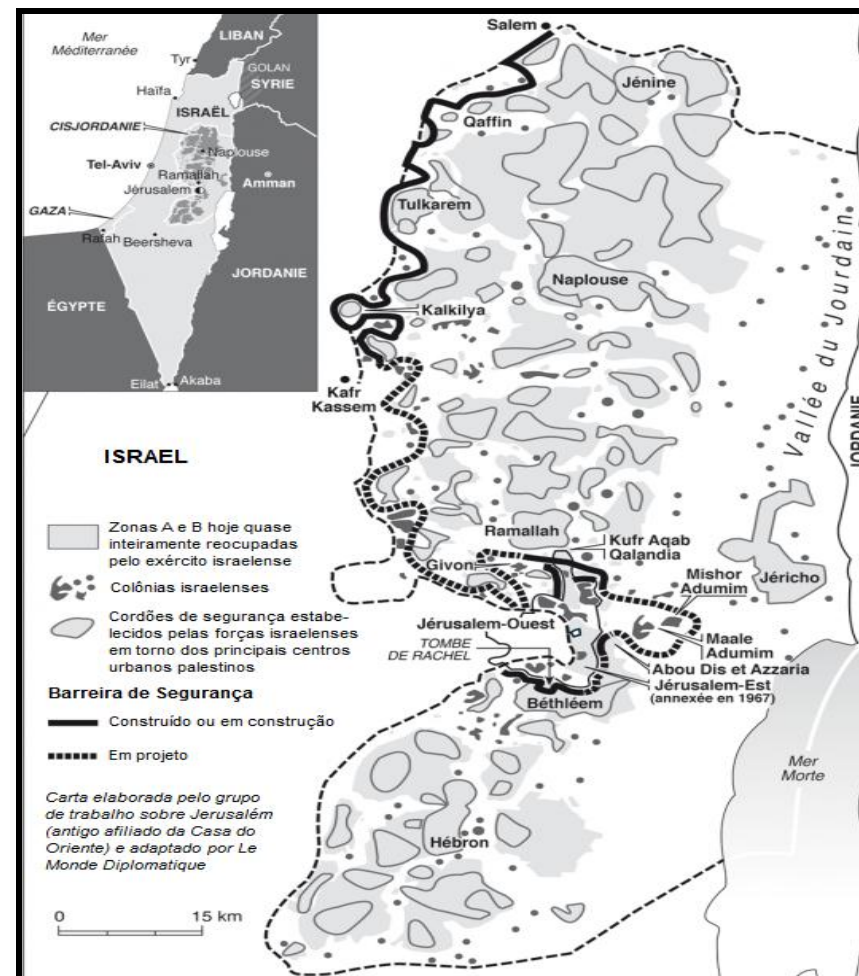 Mer
Méditerranée
LIBAN
Tyr
GOLAN
SYRIE
Haïfa
ISRAËL
CISJORDANIE
Naplouse
Tel-Aviv
Ramallah
Jérusalem
Amman
GAZA
Rafah
Beersheva
JORDANIE
ÉGYPTE
Eilat
Akaba
Salem
Jénine
Qaffin
Tulkarem
Naplouse
Kalkilya
Kafr
Kassem
Vallée du Jourdain
JORDANIE
Ramallah
Kufr Aqab
Qalandia
Givon
Mishor
Adumim
Jéricho
Jérusalem-Ouest
TOMBE
DE RACHEL
Maale
Adumim
Abou Dis et Azzaria
Jérusalem-Est
(annexée en 1967)
Béthléem
Mer
Morte
Hébron
ISRAEL
Zonas A e B hoje quase
inteiramente reocupadas
pelo exército israelense
Colônias israelenses
Cordões de segurança estabe-
lecidos pelas forças israelenses
em torno dos principais centros
urbanos palestinos
Barreira de Segurança
Construído ou em construção
Em projeto
Carta elaborada pelo grupo
de trabalho sobre Jerusalém
(antigo afiliado da Casa do
Oriente) e adaptado por Le
Monde Diplomatique
0 15 km